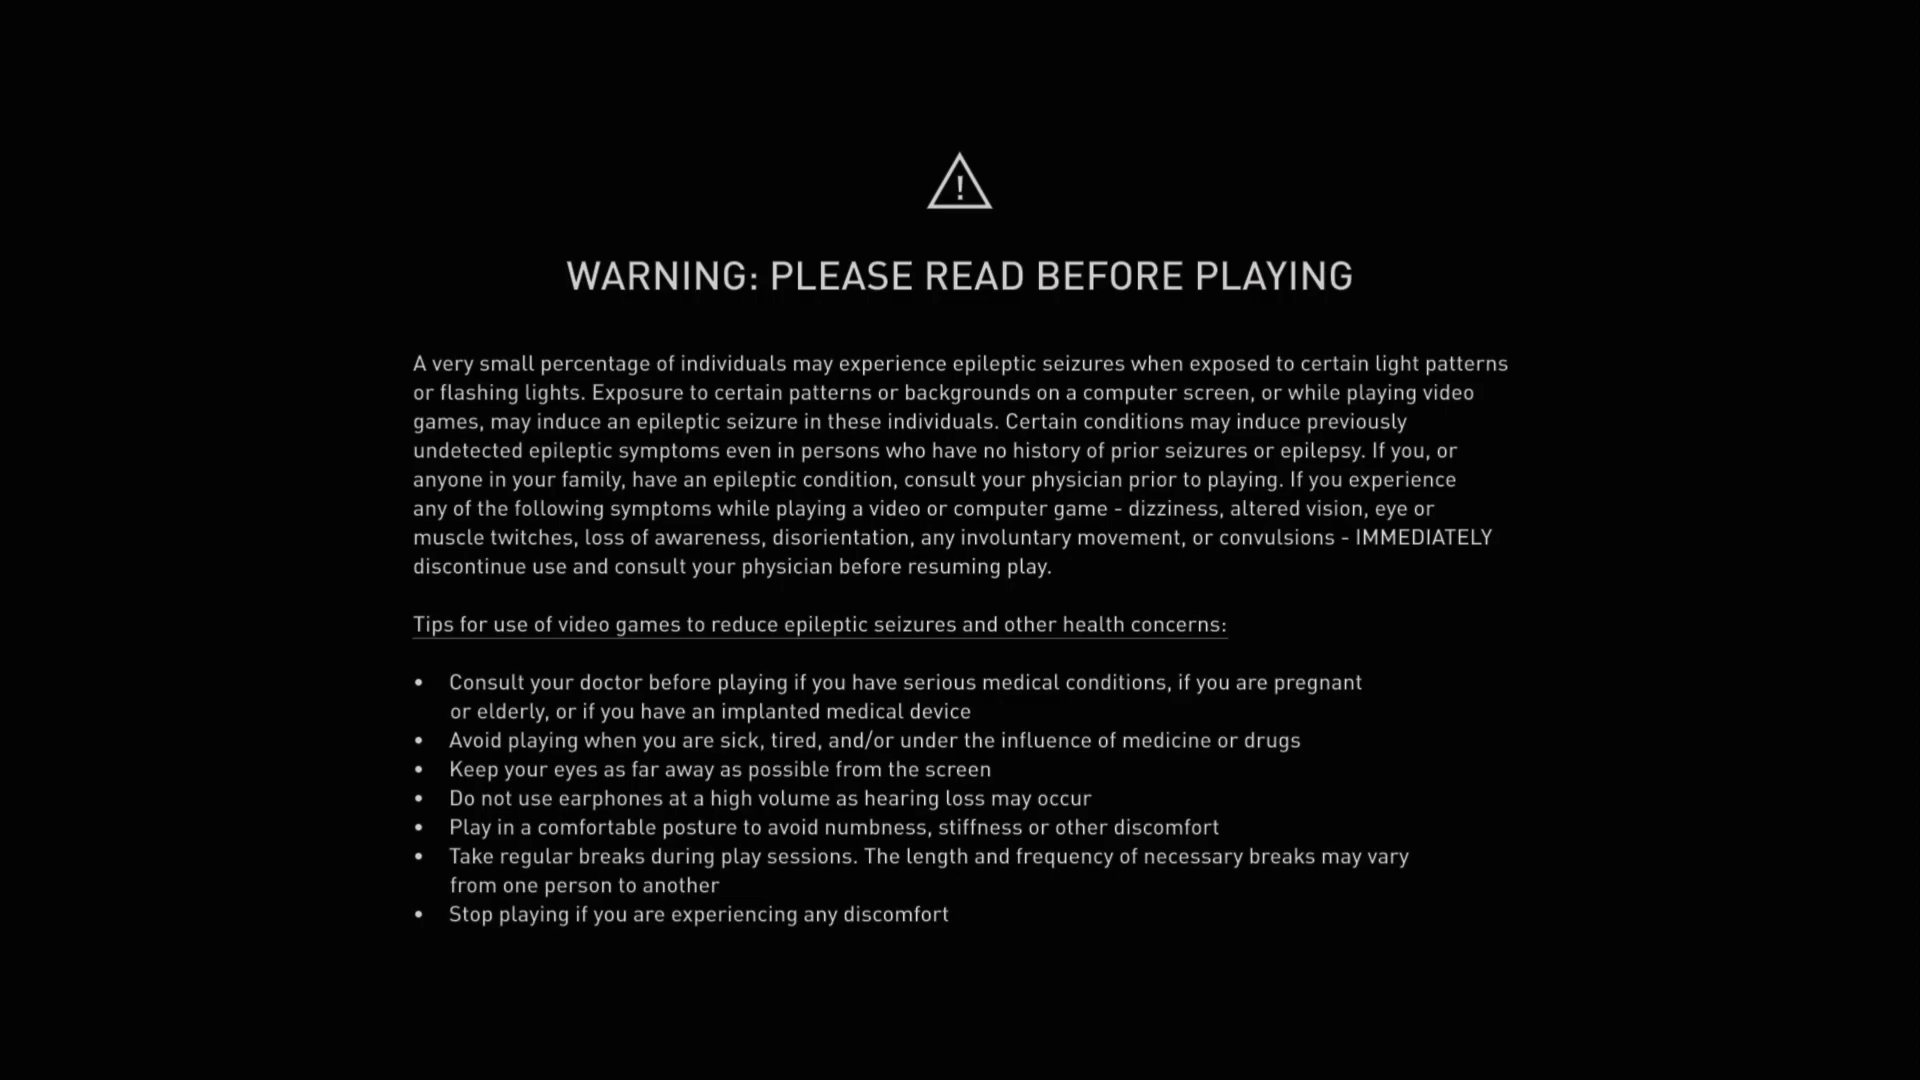 !
WARNING: PLEASE READ BEFORE PLAYING
A very small percentage of individuals may experience epileptic seizures when exposed to certain light patterns
or flashing lights. Exposure to certain patterns or backgrounds on a computer screen, or while playing video
games, may induce an epileptic seizure in these individuals. Certain conditions may induce previously
undetected epileptic symptoms even in persons who have no history of prior seizures or epilepsy. If you, or
anyone in your family, have an epileptic condition, consult your physician prior to playing. If you experience
any of the following symptoms while playing a video or computer game - dizziness, altered vision, eye or
muscle twitches, loss of awareness, disorientation, any involuntary movement, or convulsions - IMMEDIATELY
discontinue use and consult your physician before resuming play.
Tips for use of video games to reduce epileptic seizures and other health concerns:
• Consult your doctor before playing if you have serious medical conditions, if you are pregnant
or elderly, or if you have an implanted medical device
• Avoid playing when you are sick, tired, and/or under the influence of medicine or drugs
• Keep your eyes as far away as possible from the screen
• Do not use earphones at a high volume as hearing loss may occur
• Play in a comfortable posture to avoid numbness, stiffness or other discomfort
• Take regular breaks during play sessions. The length and frequency of necessary breaks may vary
from one person to another
• Stop playing if you are experiencing any discomfort